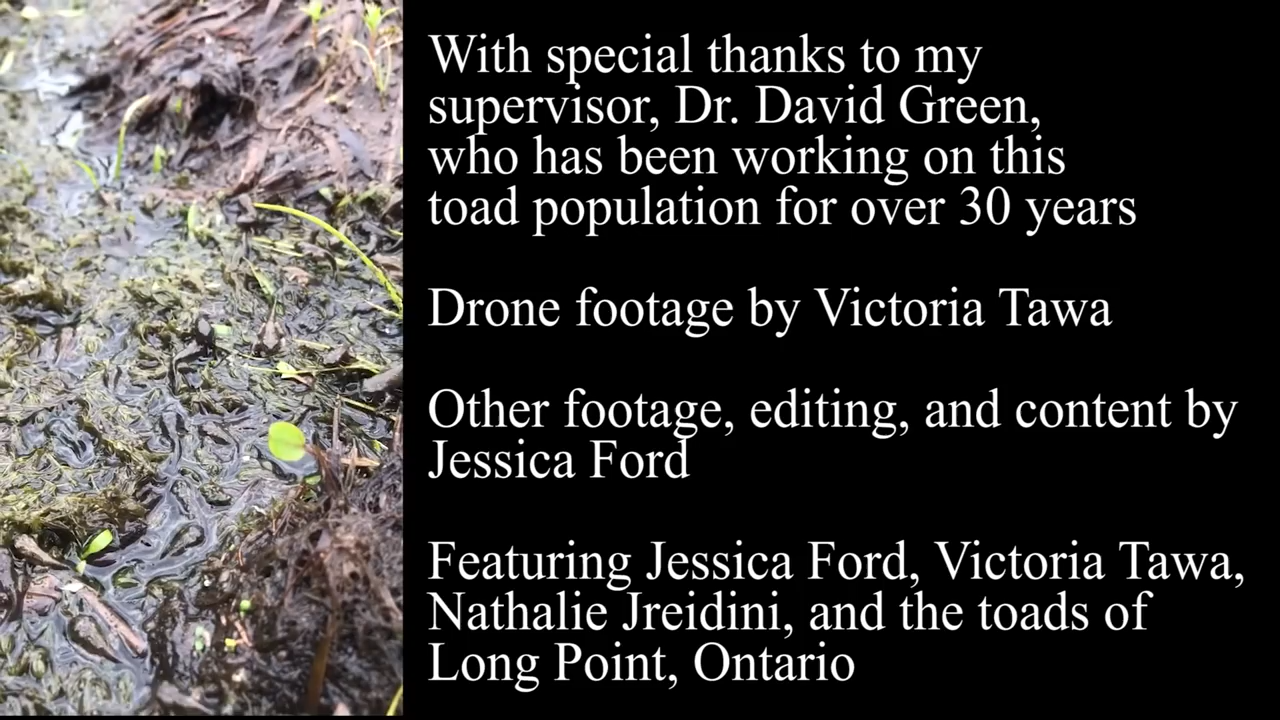 With special thanks to my
supervisor, Dr. David Green,
who has been working on this
toad population for over 30 years
Drone footage by Victoria Tawa
Other footage, editing, and content by
Jessica Ford
Featuring Jessica Ford, Victoria Tawa,
Nathalie Jreidini, and the toads of
Long Point, Ontario